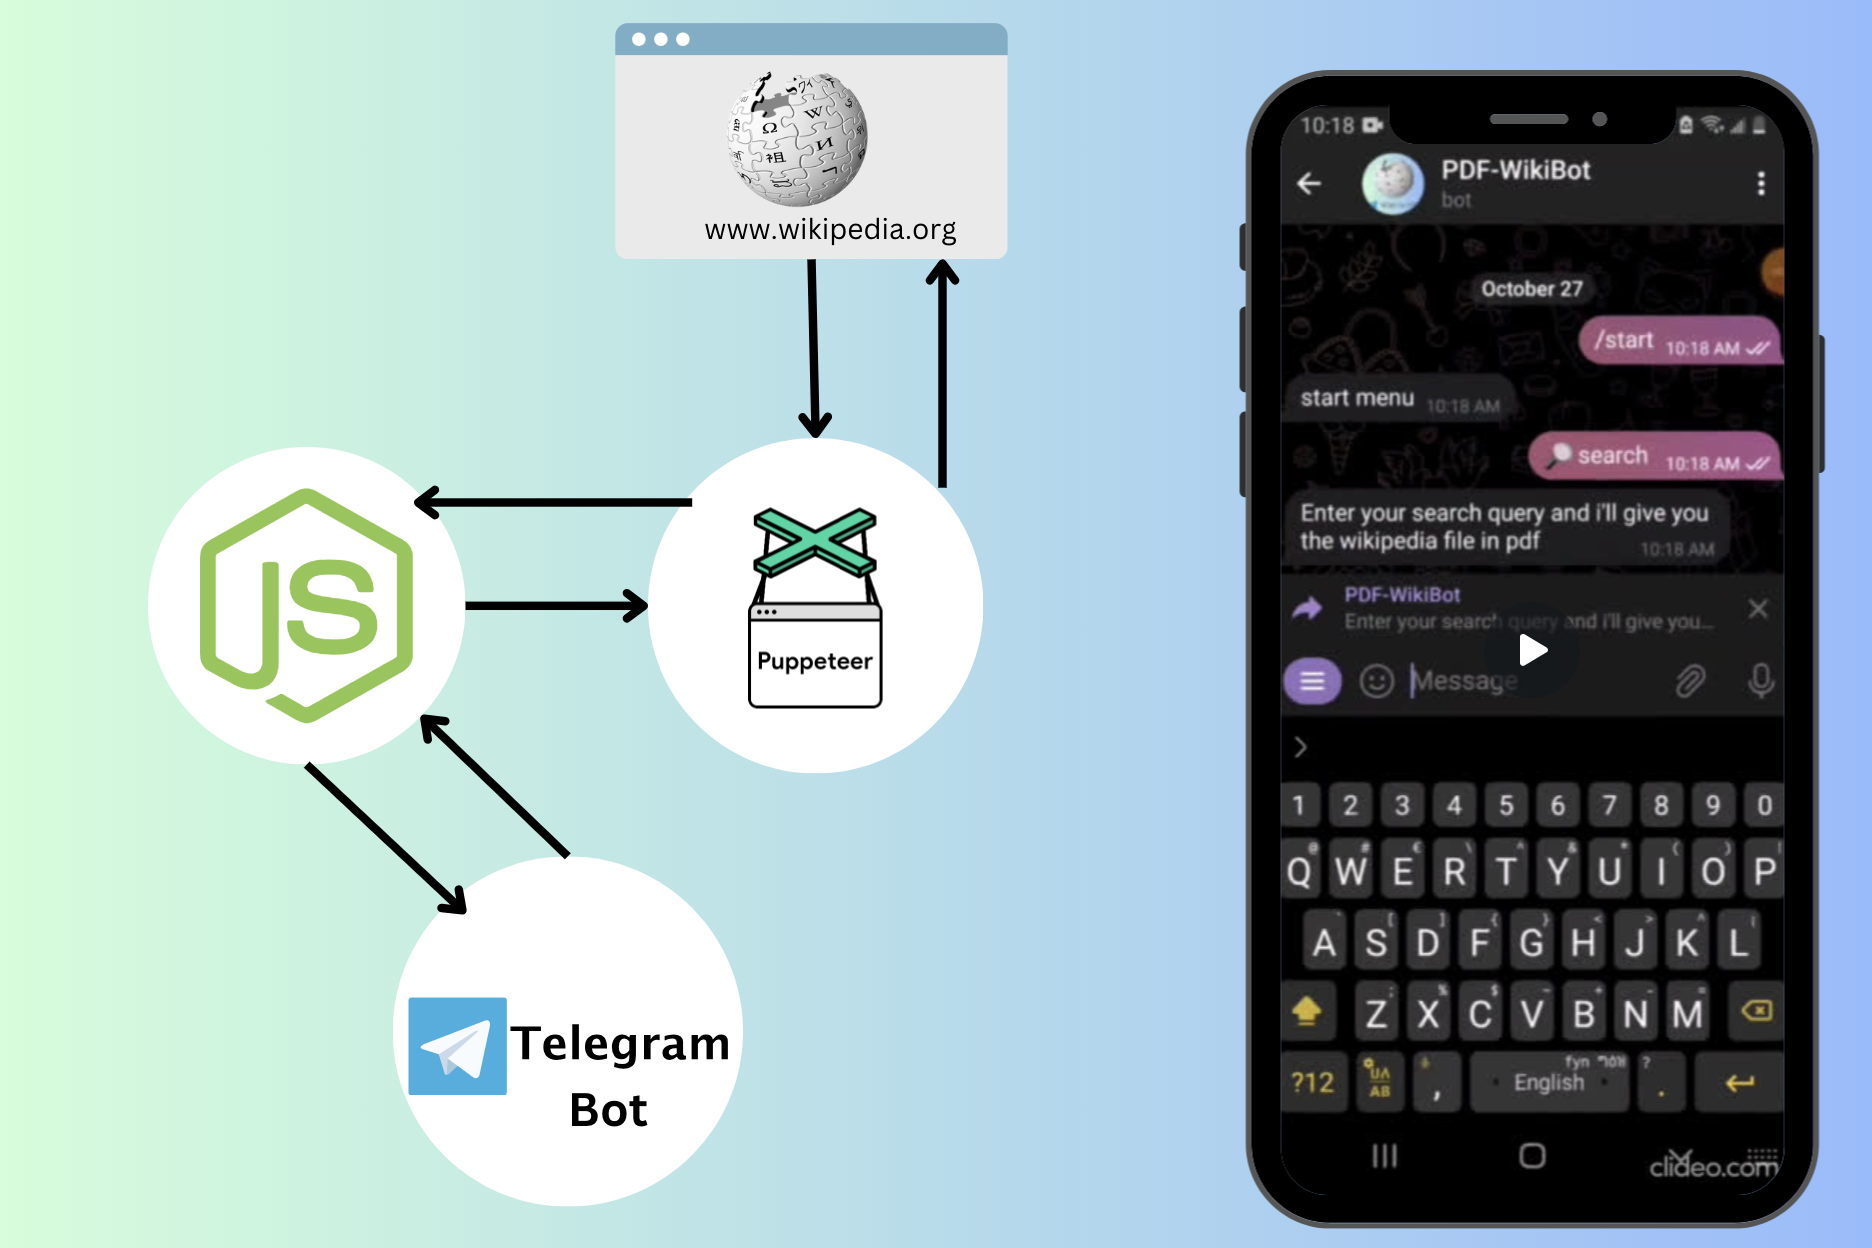 www.wikipedia.org
JS
Puppeteer
Telegram
Bot
10:18
PDF-WikiBot
bot
October 27
/start 10:18 AM
start menu 10:18 AM
search 10:18 AM
Enter your search query and i'll give you
the wikipedia file in pdf 10:18 AM
PDF-WikiBot
Enter your search query and i'll give you...
Message
1 2 3 4 5 6 7 8 9 0
Q W E R T Y U I O P
A S D F G H J K L
Z X C V B N M
?12 , English .
clideo.com